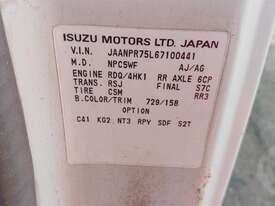 ISUZU MOTORS LTD. JAPAN
V.I.N. JAANPR75L67100441
M.D. NPC5WF AJ/AG
ENGINE RDQ/4HK1 RR AXLE 6CP
TRANS. RSJ FINAL S7C
TIRE CSM RR3
B.COLOR/TRIM 729/158
OPTION
C41 KG2 NT3 RPY SDF S2T